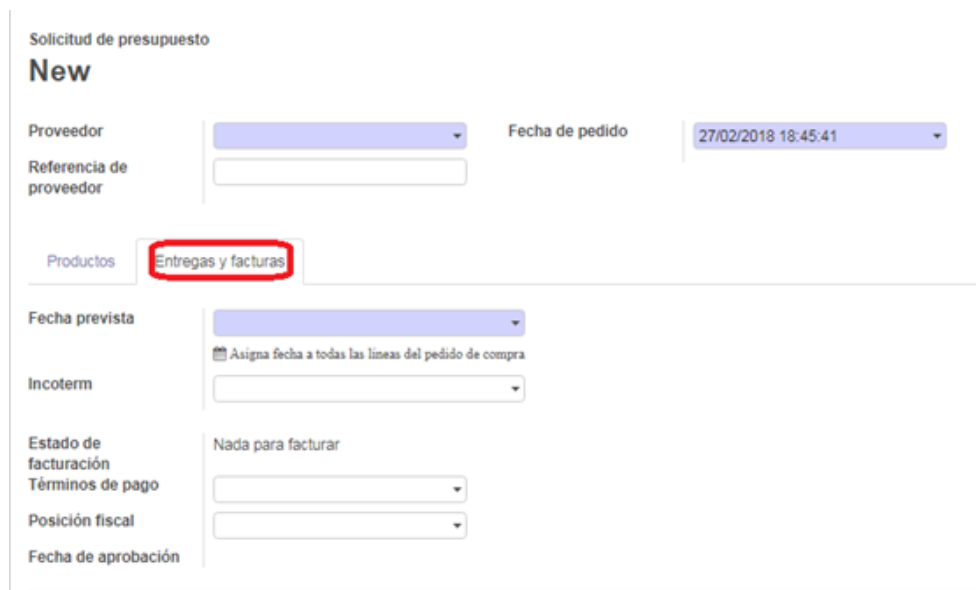 Solicitud de presupuesto
New
Proveedor
Fecha de pedido
27/02/2018 18:45:41
Referencia de
proveedor
Productos
Entregas y facturas
Fecha prevista
Asigna fecha a todas las líneas del pedido de compra
Incoterm
Estado de
facturación
Nada para facturar
Términos de pago
Posición fiscal
Fecha de aprobación